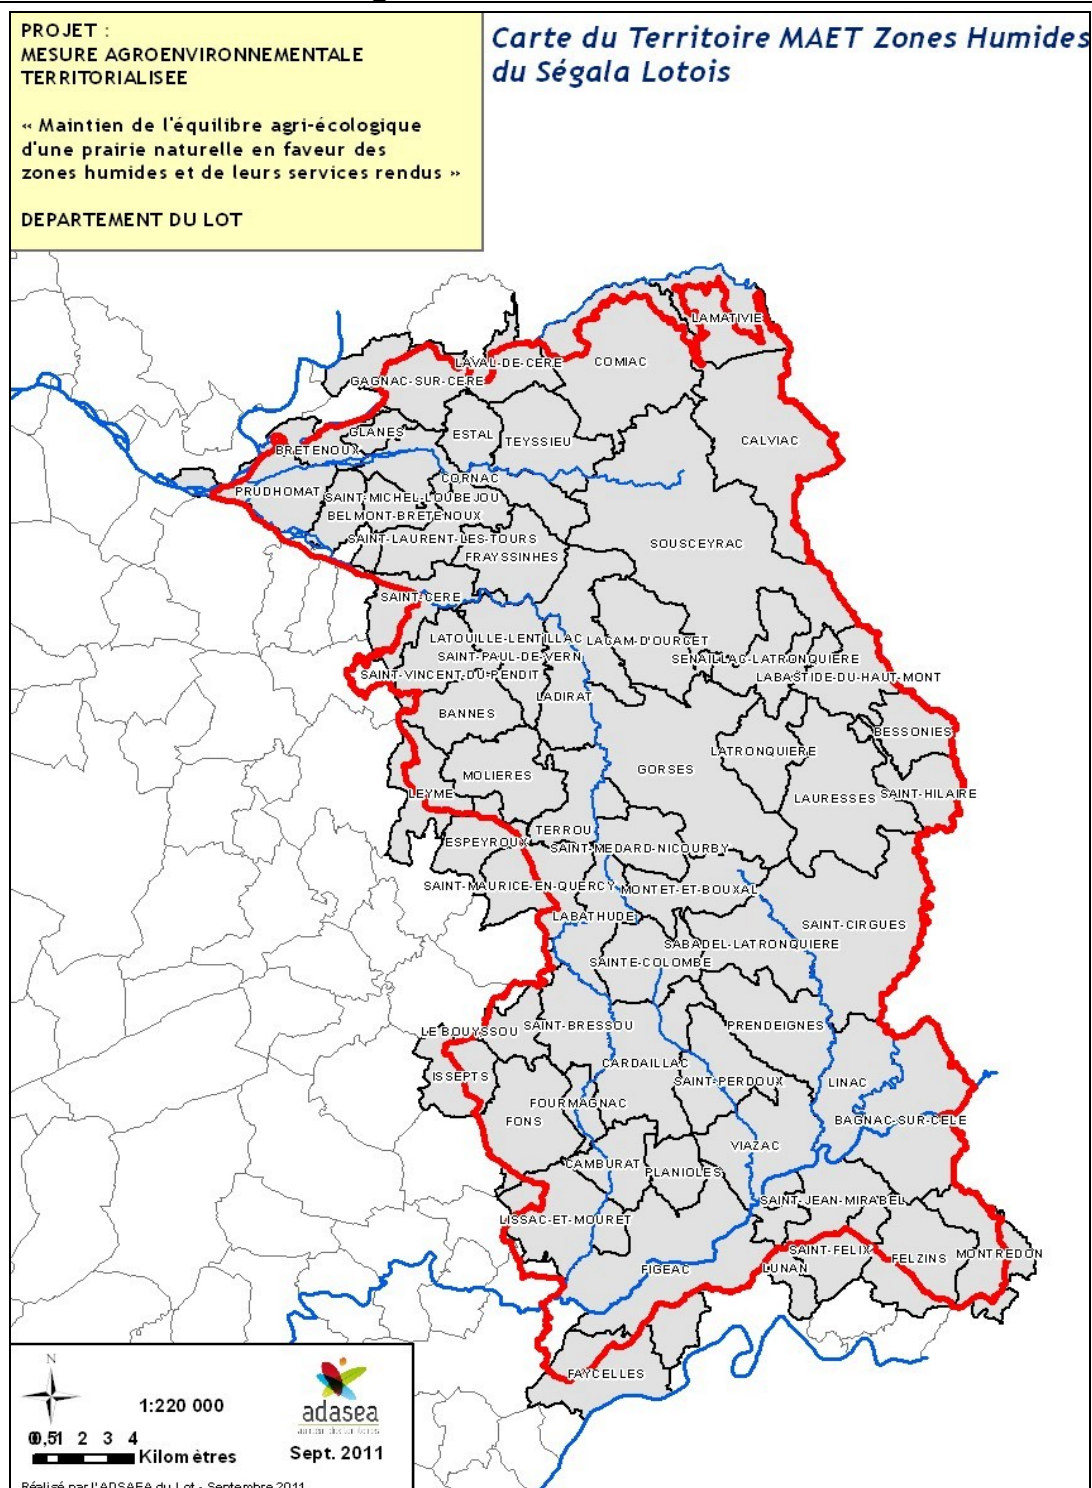 PROJET :
MESURE AGROENVIRONNEMENTALE
TERRITORIALISEE
« Maintien de l'équilibre agri-écologique
d'une prairie naturelle en faveur des
zones humides et de leurs services rendus »
DEPARTEMENT DU LOT
Carte du Territoire MAET Zones Humides
du Ségala Lotois
LAMATIVIE
LAVAL-DE-CERE
COMIAC
GAGNAC-SUR-CERE
GLANES
ESTAL
TEYSSIEU
CALVIAC
BRETENOUX
CORNAC
PRUDHOMAT
SAINT-MICHEL-LOUBEJOU
BELMONT-BRETENOUX
SAINT-LAURENT-LES-TOURS
SOUSCEYRAC
FRAYSSINHES
SAINT-CERE
LATOUILLE-LENTILLAC
LACAM-D'OURCET
SAINT-PAUL-DE-VERN
SENAILLAC-LATRONQUIERE
SAINT-VINCENT-DU-PENDIT
LABASTIDE-DU-HAUT-MONT
LADIRAT
BANNES
BESSONIES
LATRONQUIERE
GORSES
MOLIERES
LEYME
LAURESSES
SAINT-HILAIRE
TERROU
ESPEYROUX
SAINT-MEDARD-NICOURBY
SAINT-MAURICE-EN-QUERCY
MONTET-ET-BOUXAL
LABATHUDE
SAINT-CIRGUES
SABADEL-LATRONQUIERE
SAINTE-COLOMBE
LE BOUYSSOU
SAINT-BRESSOU
PRENDEIGNES
CARDAILLAC
ISSEPTS
SAINT-PERDOUX
LINAC
FOURMAGNAC
FONS
BAGNAC-SUR-CELE
VIAZAC
CAMBURAT
PLANIOLES
SAINT-JEAN-MIRABEL
LISSAC-ET-MOURET
SAINT-FELIX
FELZINS
MONTREDON
FIGEAC
LUNAN
FAYCELLES
N
1:220 000
0 0,5 1 2 3 4
Kilomètres
adasea
Sept. 2011
Réalisé par l'ADSAEA du Lot - Septembre 2011